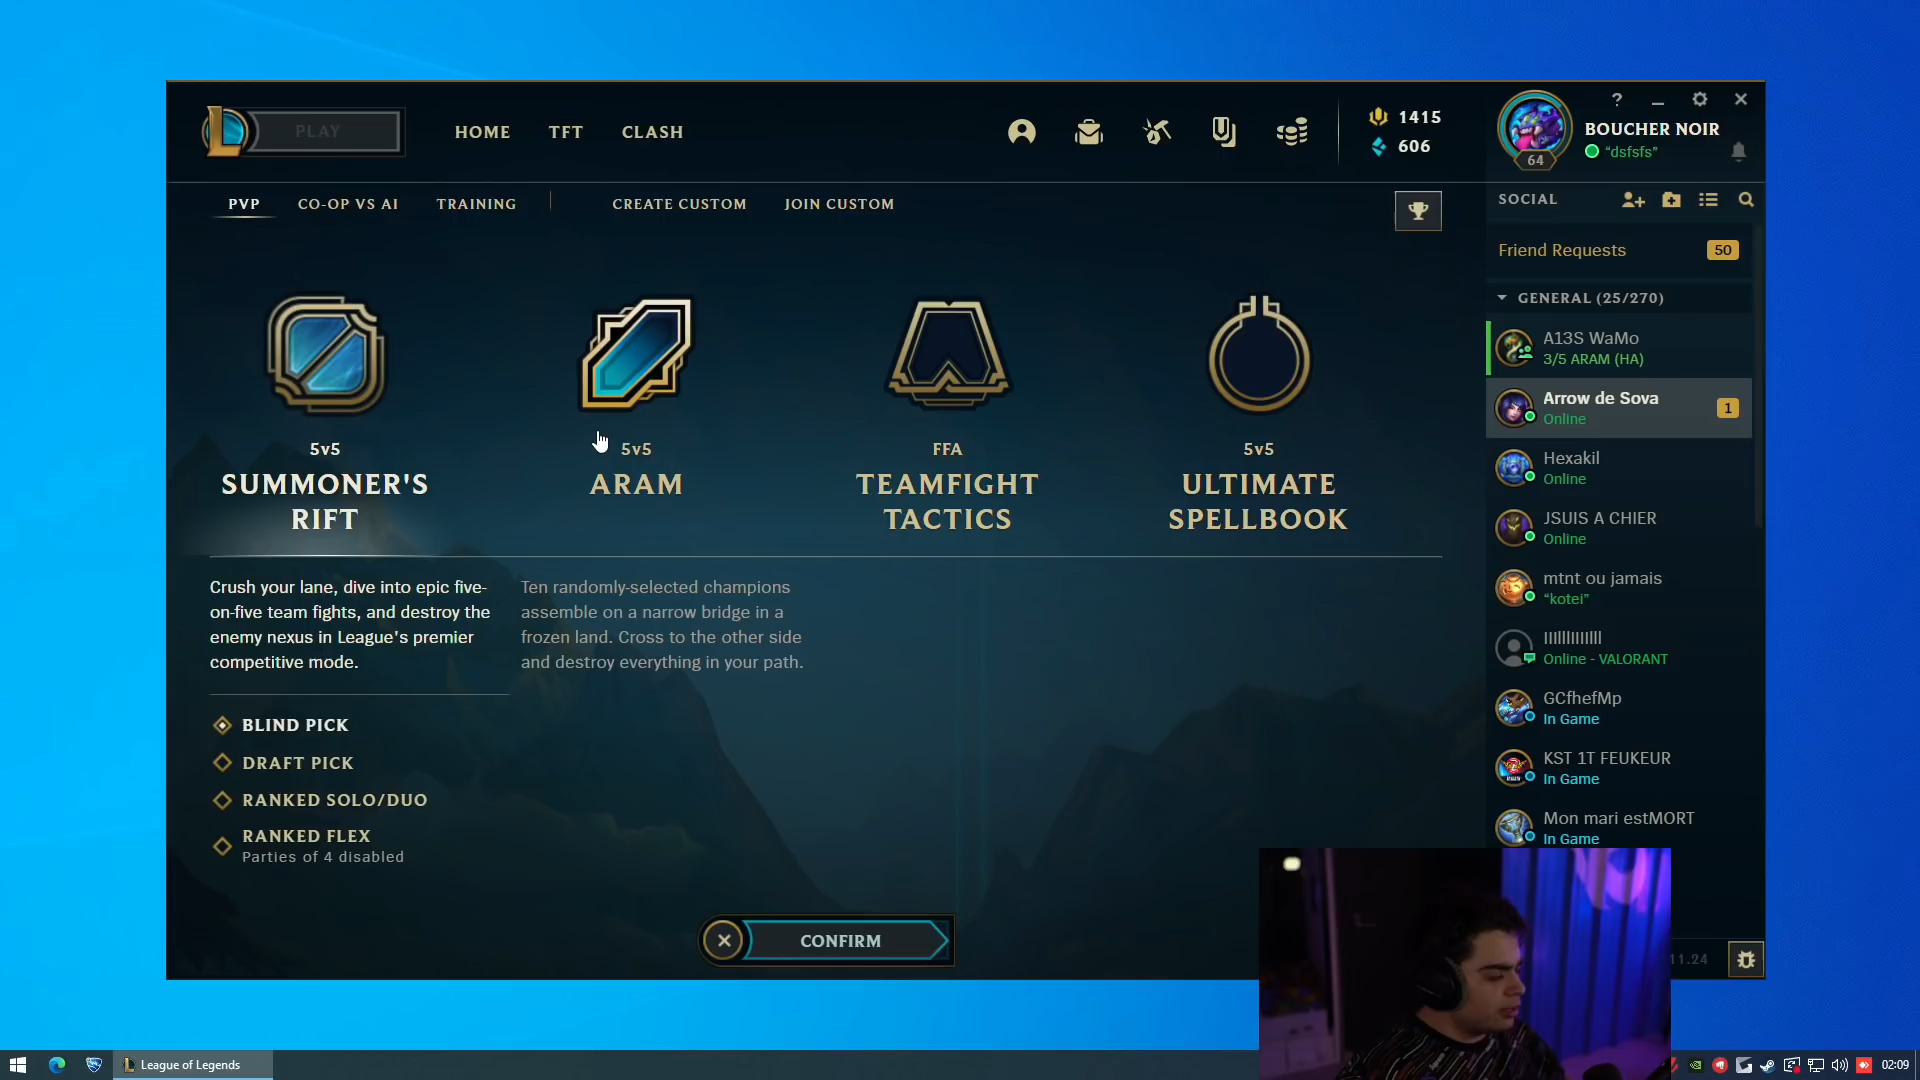 PLAY
HOME
TFT
CLASH
1415
606
64
?
BOUCHER NOIR
"dsfsfs"
PVP
CO-OP VS AI
TRAINING
CREATE CUSTOM
JOIN CUSTOM
5v5
SUMMONER'S
RIFT
5v5
ARAM
FFA
TEAMFIGHT
TACTICS
5v5
ULTIMATE
SPELLBOOK
Crush your lane, dive into epic five-
on-five team fights, and destroy the
enemy nexus in League's premier
competitive mode.
Ten randomly-selected champions
assemble on a narrow bridge in a
frozen land. Cross to the other side
and destroy everything in your path.
BLIND PICK
DRAFT PICK
RANKED SOLO/DUO
RANKED FLEX
Parties of 4 disabled
CONFIRM
SOCIAL
Friend Requests
50
GENERAL (25/270)
A13S WaMo
3/5 ARAM (HA)
Arrow de Sova
Online
1
Hexakil
Online
JSUIS A CHIER
Online
mtnt ou jamais
"kotei"
Online - VALORANT
GCfhefMp
In Game
KST 1T FEUKEUR
In Game
Mon mari estMORT
In Game
11.24
League of Legends
02:09